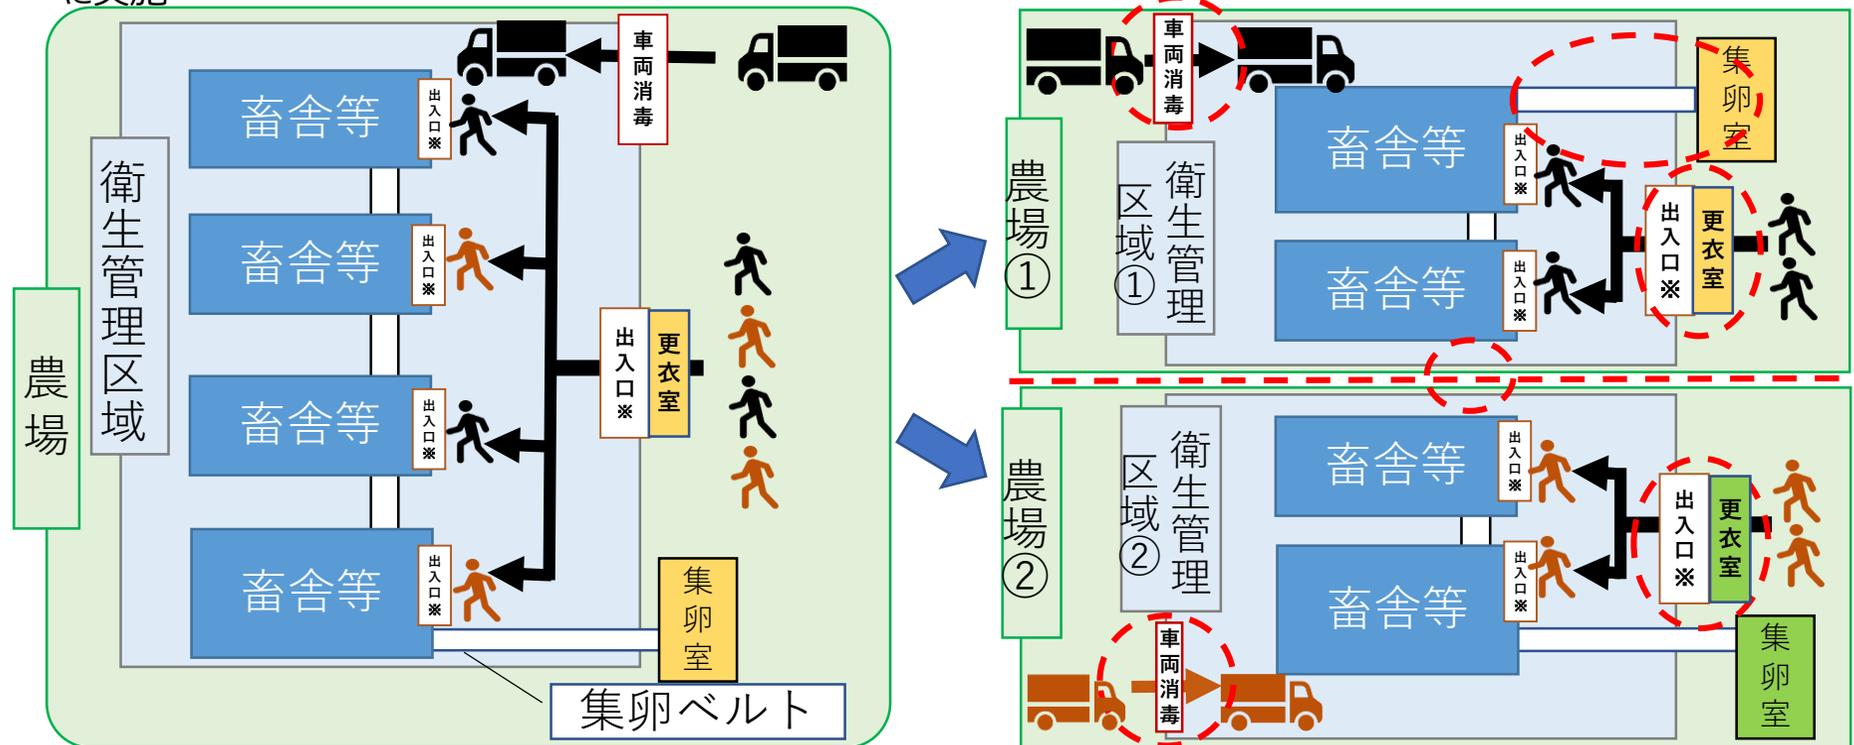 に実施
車両消毒
畜舎等
出入口※
衛生管理区域
畜舎等
出入口※
農場
出入口※
更衣室
畜舎等
出入口※
畜舎等
出入口※
集卵室
集卵ベルト
車両消毒
集卵室
畜舎等
出入口※
農場①
衛生管理
区域①
出入口※
更衣室
畜舎等
出入口※
農場②
衛生管理
区域②
畜舎等
出入口※
出入口※
更衣室
畜舎等
出入口※
車両消毒
集卵室